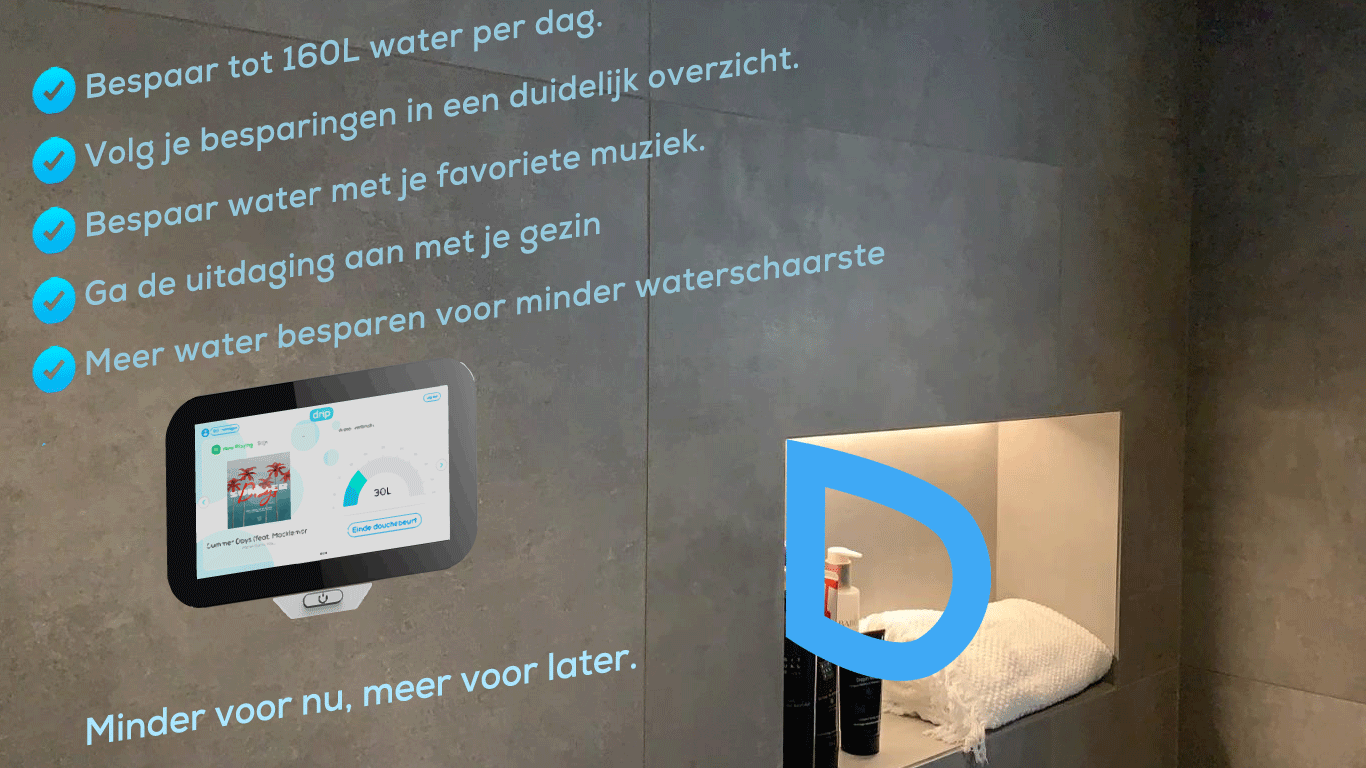 Bespaar tot 160L water per dag.
Volg je besparingen in een duidelijk overzicht.
Bespaar water met je favoriete muziek.
Ga de uitdaging aan met je gezin
Meer water besparen voor minder waterschaarste
drip
Now Playing
30L
Summer Days (feat. Macklemor
Einde douchebeurt
Minder voor nu, meer voor later.